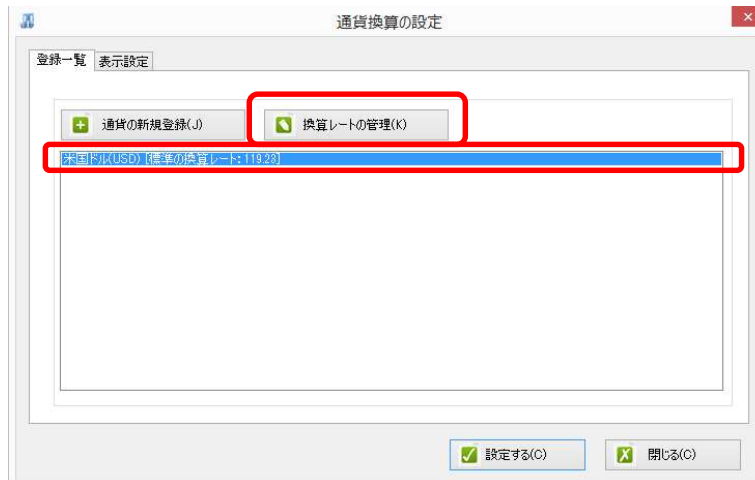 通貨換算の設定
登録一覧 表示設定
通貨の新規登録(J) 換算レートの管理(K)
米国ドル(USD) [標準の換算レート: 119.23]
設定する(C) 閉じる(C)